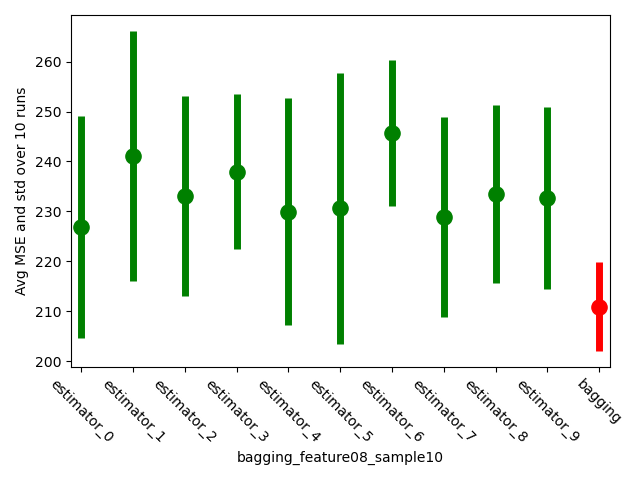 Avg MSE and std over 10 runs
260
250
240
230
220
210
200
estimator_0
estimator_1
estimator_2
estimator_3
estimator_4
estimator_5
estimator_6
estimator_7
estimator_8
estimator_9
bagging
bagging_feature08_sample10